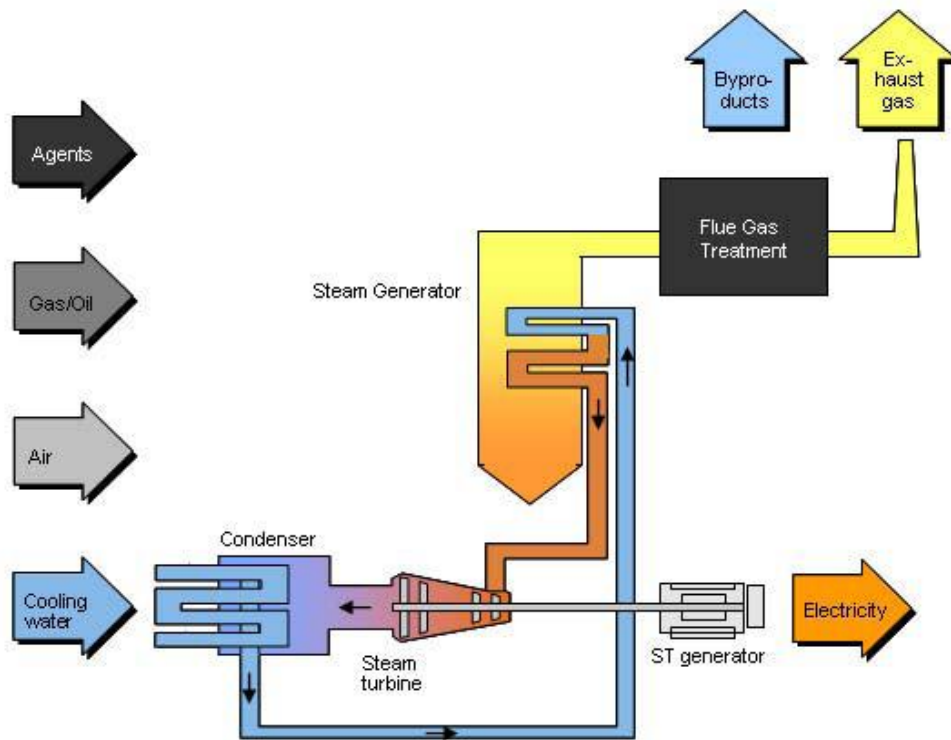 Bypro-
ducts
Ex-
haust
gas
Agents
Flue Gas
Treatment
Steam Generator
Gas/Oil
Air
Condenser
Cooling
water
Electricity
Steam
turbine
ST generator